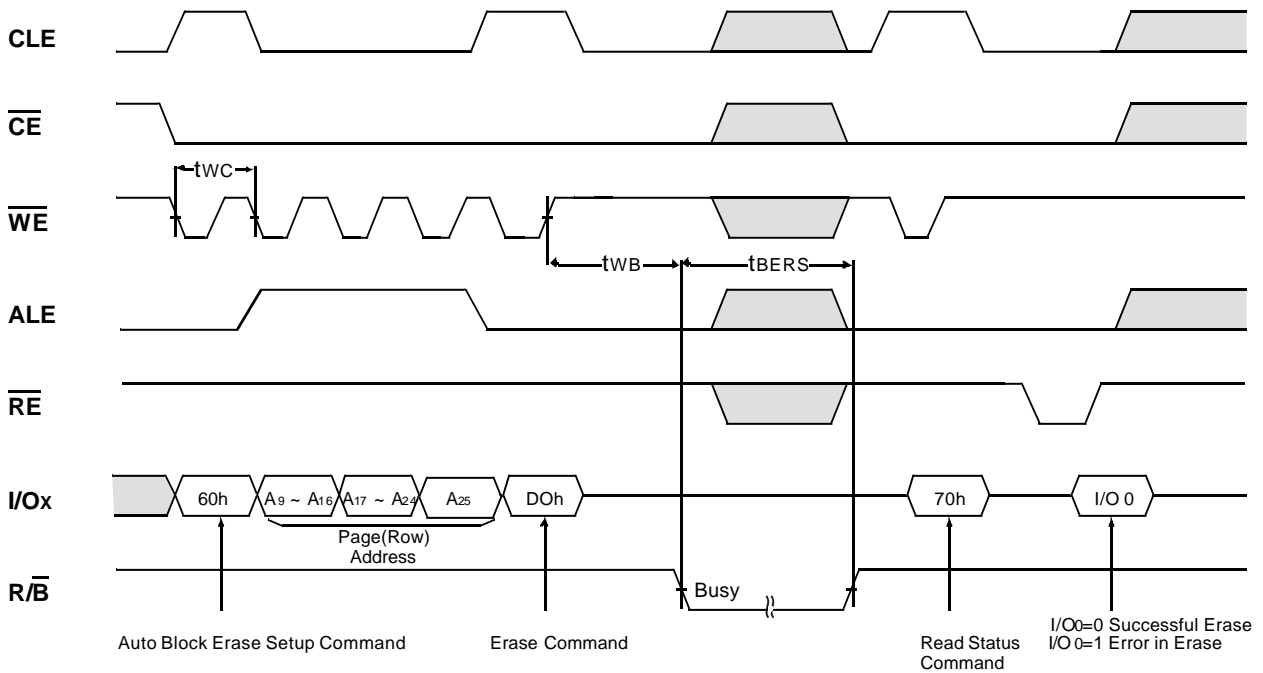 CLE
CE
tWC
WE
tWB
tBERS
ALE
RE
I/Ox
60h
A9 ~ A16
A17 ~ A24
A25
DOh
70h
I/O 0
Page(Row)
Address
R/B
Busy
Auto Block Erase Setup Command
Erase Command
Read Status
Command
I/O0=0 Successful Erase
I/O 0=1 Error in Erase